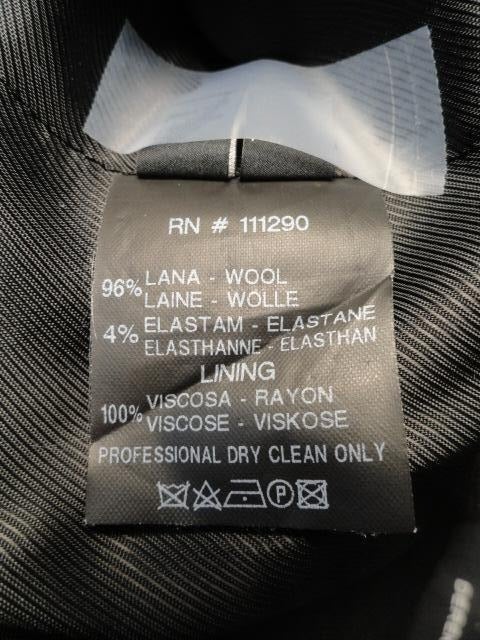 RN # 111290
96% LANA - WOOL
LAINE - WOLLE
4% ELASTAM - ELASTANE
ELASTHANNE - ELASTHAN
LINING
100% VISCOSA - RAYON
VISCOSE - VISKOSE
PROFESSIONAL DRY CLEAN ONLY
P